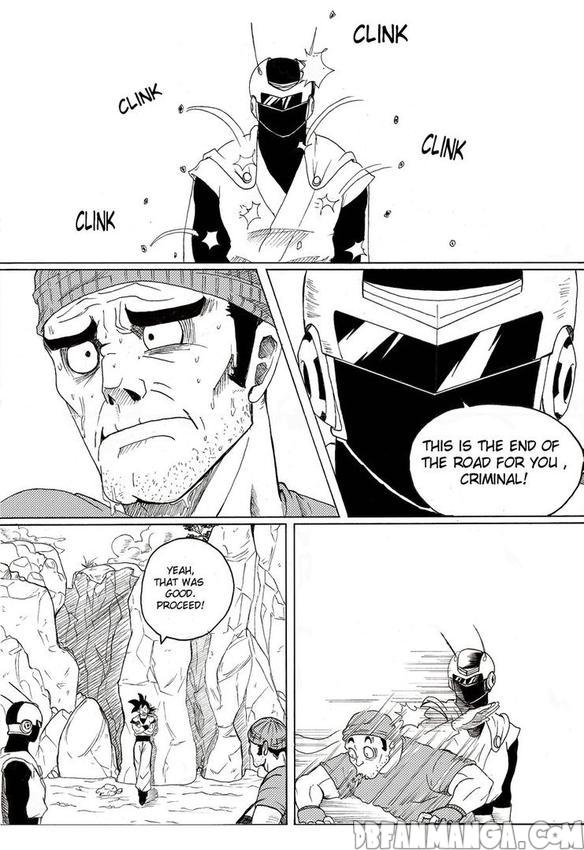 CLINK
CLINK
CLINK
CLINK
THIS IS THE END OF
THE ROAD FOR YOU ,
CRIMINAL!
YEAH,
THAT WAS
GOOD.
PROCEED!
DBFANMANGA.COM